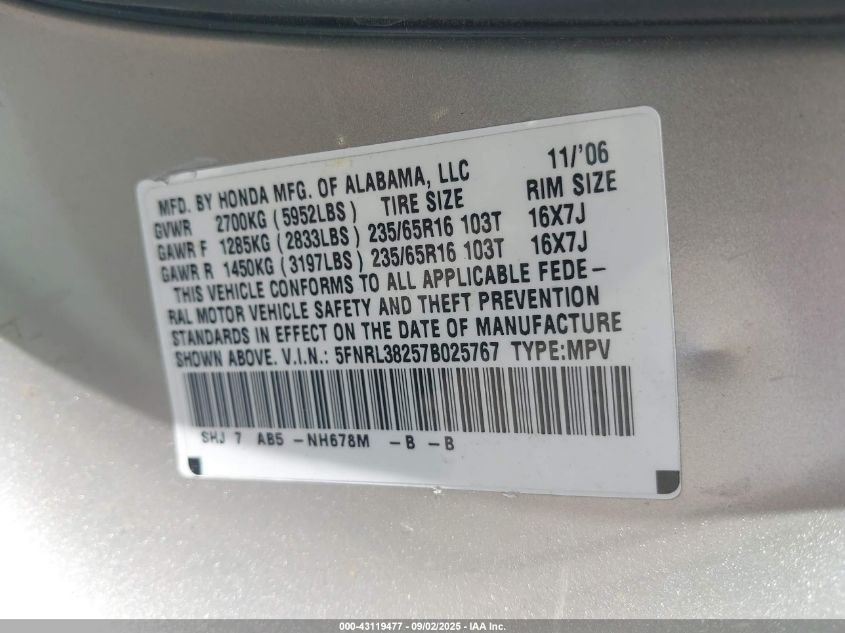 MFD. BY HONDA MFG. OF ALABAMA, LLC 11/'06
GVWR 2700KG (5952LBS) TIRE SIZE RIM SIZE
GAWR F 1285KG (2833LBS) 235/65R16 103T 16X7J
GAWR R 1450KG (3197LBS) 235/65R16 103T 16X7J
THIS VEHICLE CONFORMS TO ALL APPLICABLE FEDE-
RAL MOTOR VEHICLE SAFETY AND THEFT PREVENTION
STANDARDS IN EFFECT ON THE DATE OF MANUFACTURE
SHOWN ABOVE. V.I.N.: 5FNRL38257B025767 TYPE:MPV
SHJ 7 AB5 -NH678M -B -B
000-43119477 - 09/02/2025 - IAA Inc.